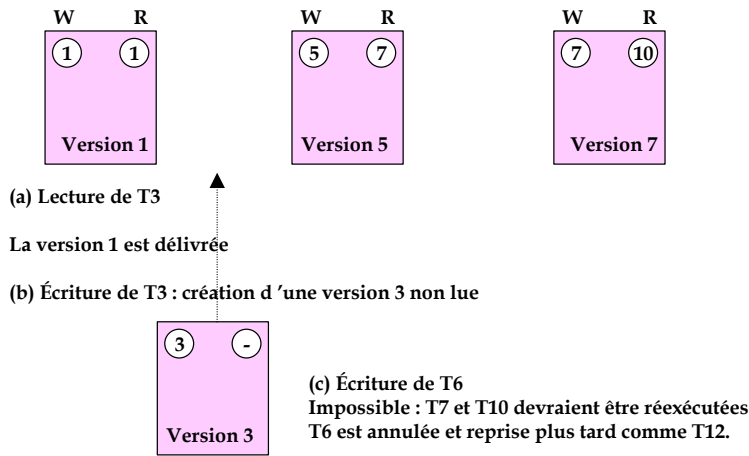 W R W R W R
1 1 5 7 7 10
Version 1 Version 5 Version 7
(a) Lecture de T3
La version 1 est délivrée
(b) Écriture de T3 : création d ’une version 3 non lue
3 -
Version 3
(c) Écriture de T6
Impossible : T7 et T10 devraient être réexécutées
T6 est annulée et reprise plus tard comme T12.